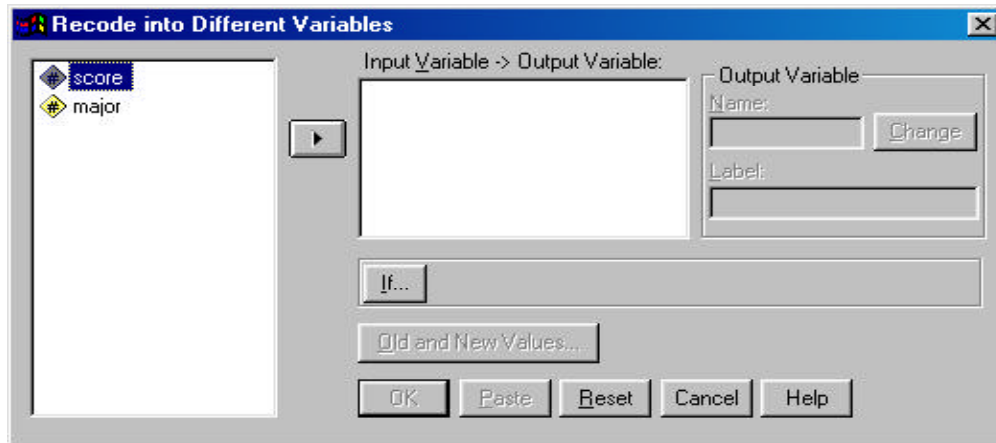 Recode into Different Variables
# score
# major
Input Variable -> Output Variable:
Output Variable
Name:
Change
Label:
If...
Old and New Values...
OK
Paste
Reset
Cancel
Help